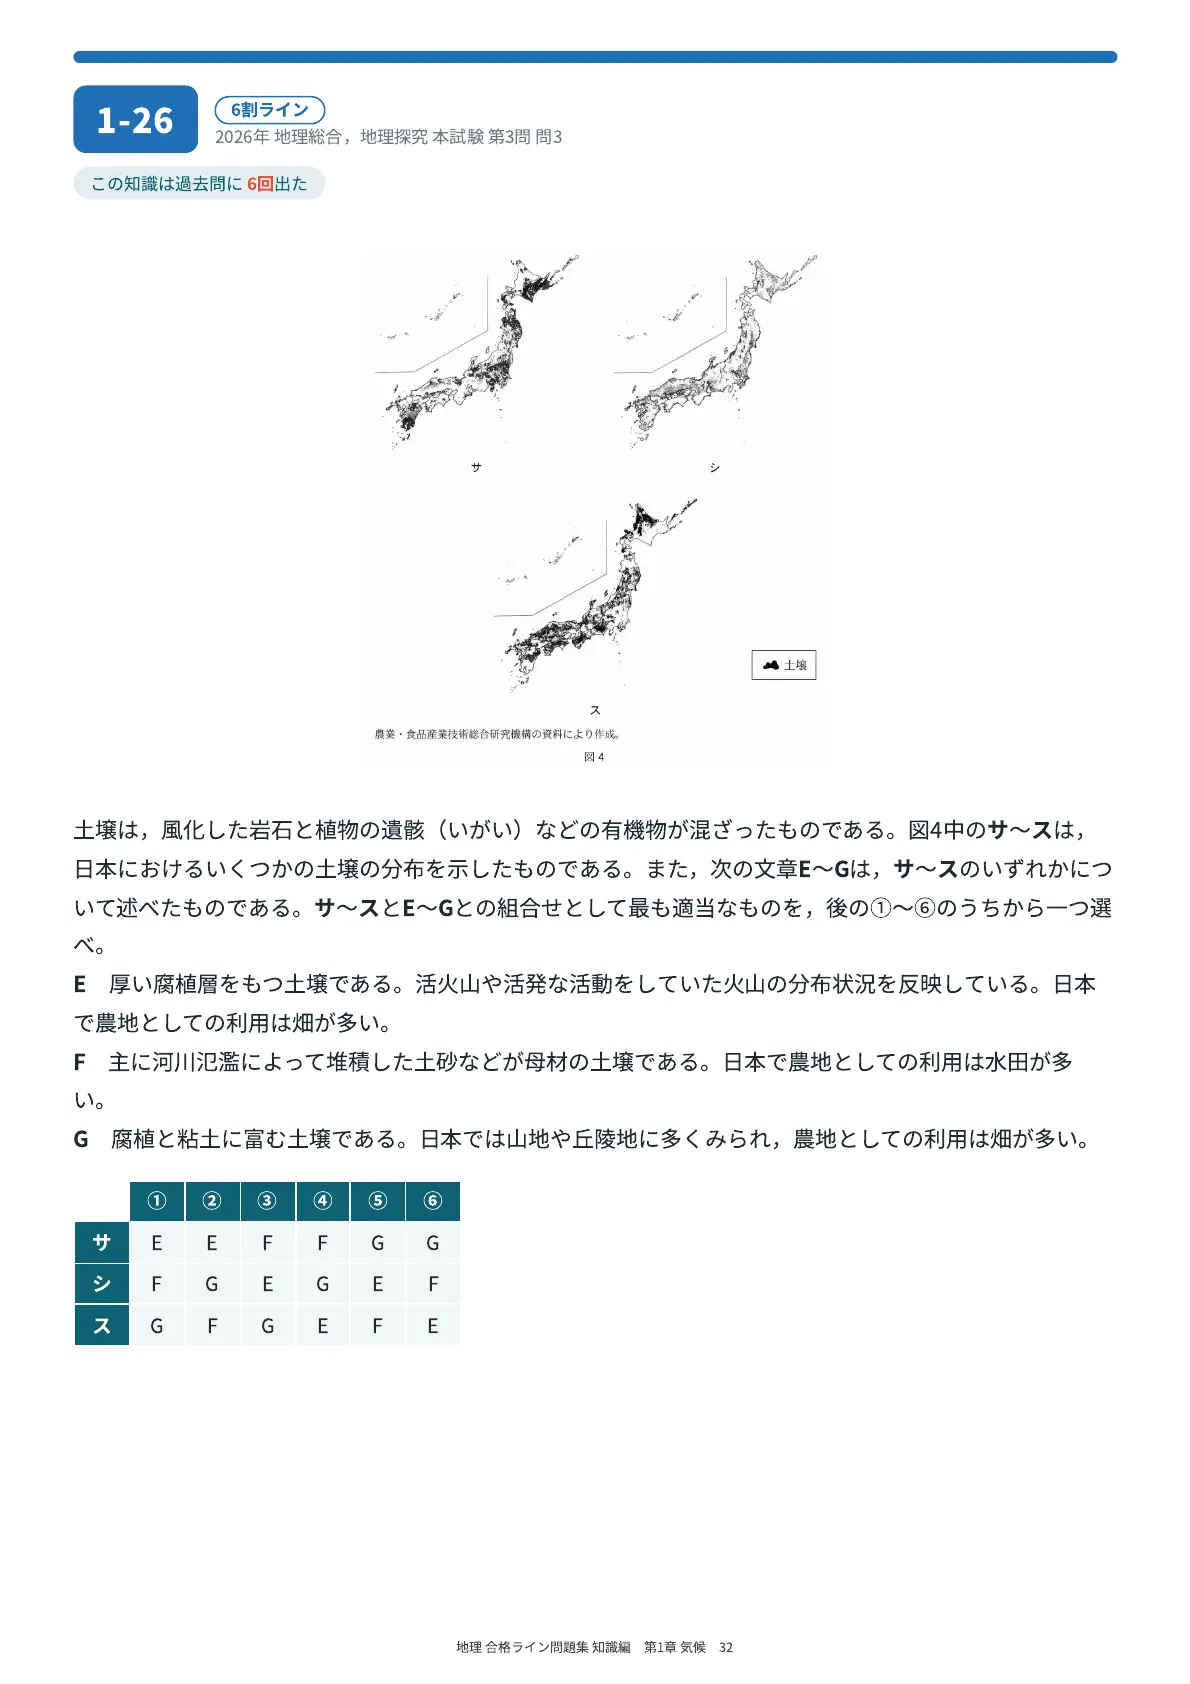 1-26
6割ライン
2026年 地理総合，地理探究 本試験 第3問 問3
この知識は過去問に 6回出た
サ
シ
ス
土壌
農業・食品産業技術総合研究機構の資料により作成。
図 4
土壌は，風化した岩石と植物の遺骸（いがい）などの有機物が混ざったものである。図4中のサ〜スは，
日本におけるいくつかの土壌の分布を示したものである。また，次の文章E〜Gは，サ〜スのいずれかにつ
いて述べたものである。サ〜スとE〜Gとの組合せとして最も適当なものを，後の①〜⑥のうちから一つ選
べ。
E　厚い腐植層をもつ土壌である。活火山や活発な活動をしていた火山の分布状況を反映している。日本
で農地としての利用は畑が多い。
F　主に河川氾濫によって堆積した土砂などが母材の土壌である。日本で農地としての利用は水田が多
い。
G　腐植と粘土に富む土壌である。日本では山地や丘陵地に多くみられ，農地としての利用は畑が多い。
① ② ③ ④ ⑤ ⑥
サ E E F F G G
シ F G E G E F
ス G F G E F E
地理 合格ライン問題集 知識編　第1章 気候　32